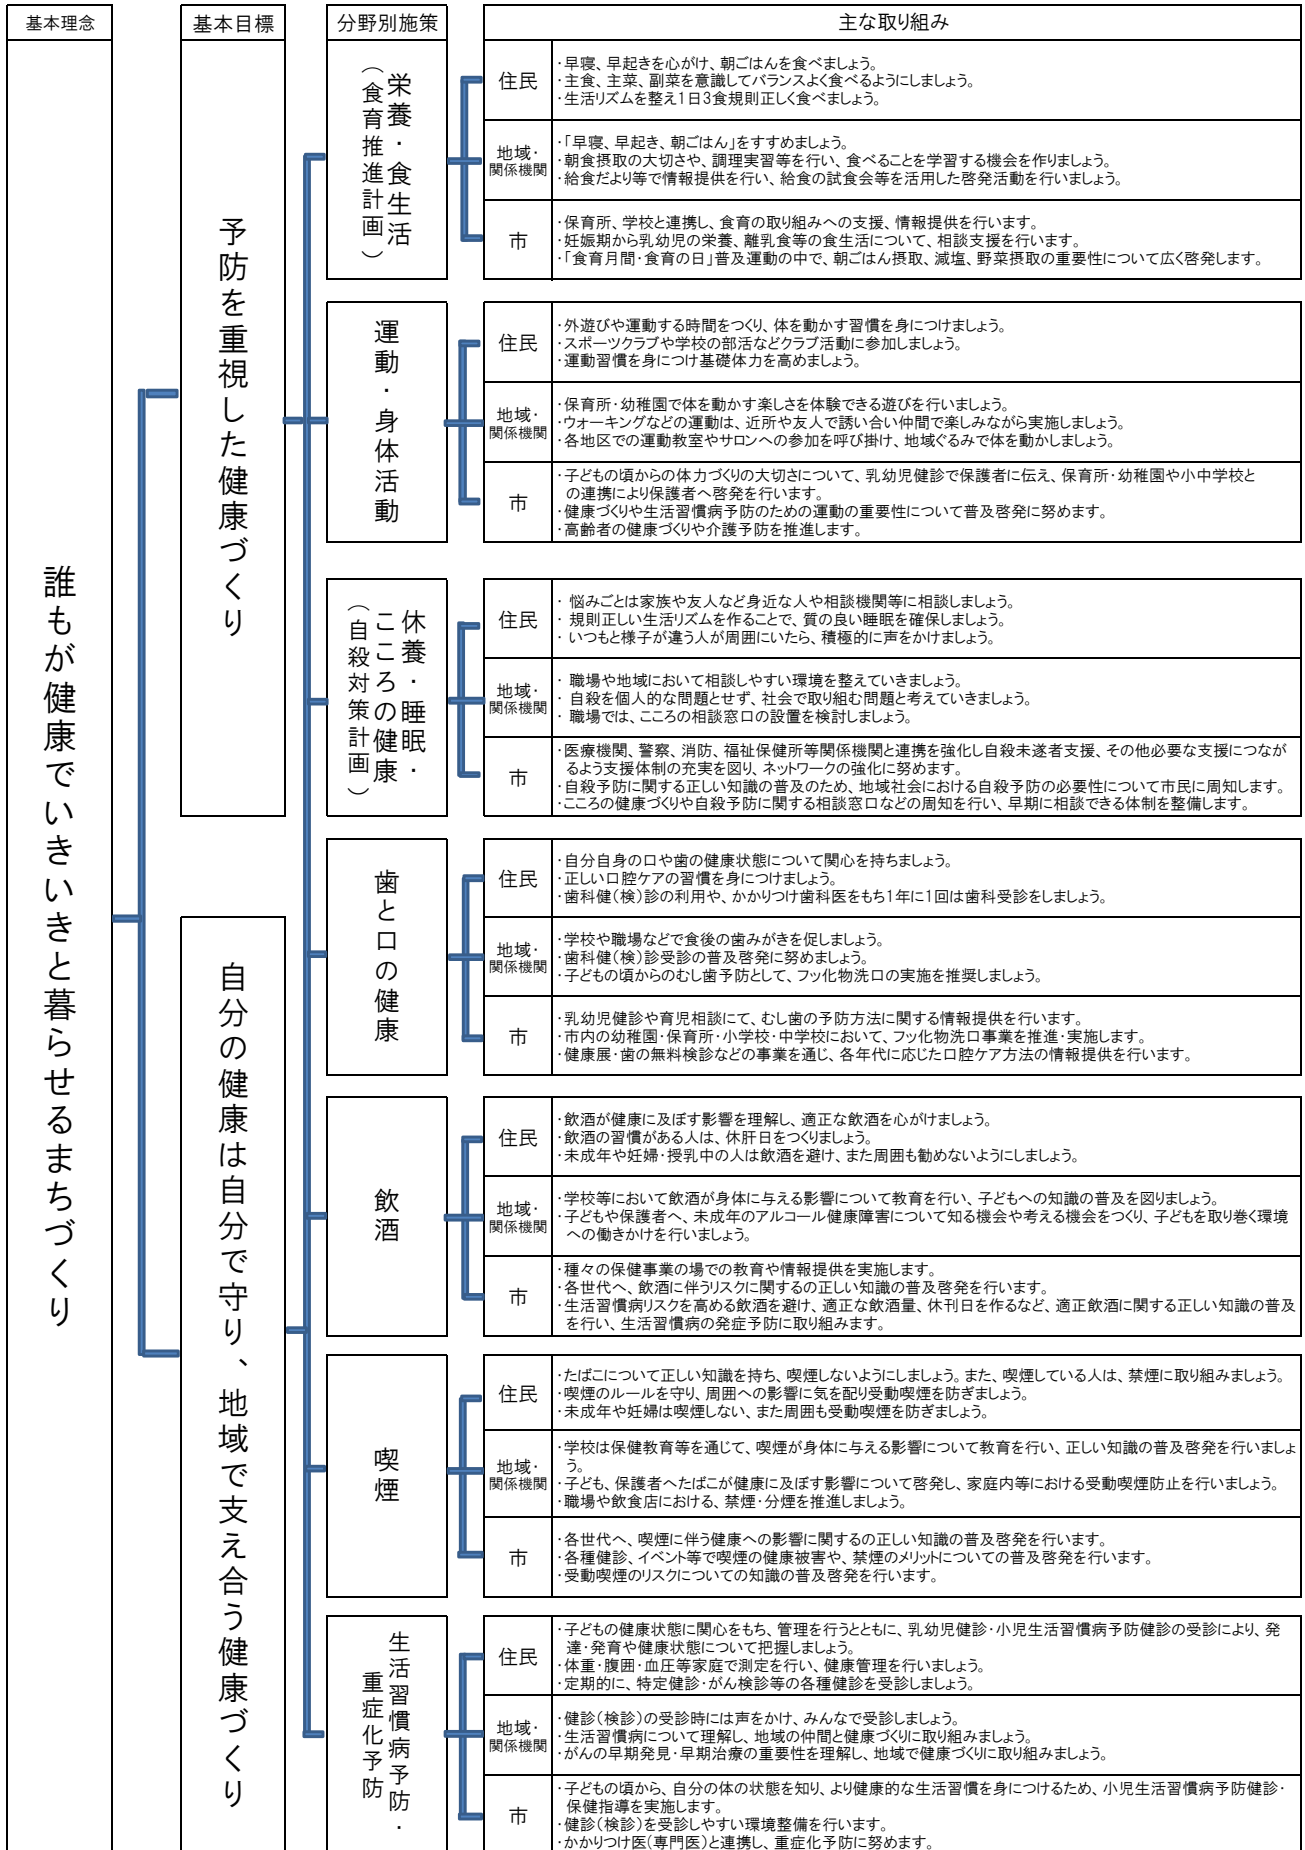 基本理念
基本目標
分野別施策
主な取り組み
誰もが健康でいきいきと暮らせるまちづくり
予防を重視した健康づくり
自分の健康は自分で守り、地域で支え合う健康づくり
栄養・食生活
（食育推進計画）
住民
・早寝、早起きを心がけ、朝ごはんを食べましょう。
・主食、主菜、副菜を意識してバランスよく食べるようにしましょう。
・生活リズムを整え1日3食規則正しく食べましょう。
地域・
関係機関
・「早寝、早起き、朝ごはん」をすすめましょう。
・朝食摂取の大切さや、調理実習等を行い、食べることを学習する機会を作りましょう。
・給食だより等で情報提供を行い、給食の試食会等を活用した啓発活動を行いましょう。
市
・保育所、学校と連携し、食育の取り組みへの支援、情報提供を行います。
・妊娠期から乳幼児の栄養、離乳食等の食生活について、相談支援を行います。
・「食育月間・食育の日」普及運動の中で、朝ごはん摂取、減塩、野菜摂取の重要性について広く啓発します。
運動・身体活動
住民
・外遊びや運動する時間をつくり、体を動かす習慣を身につけましょう。
・スポーツクラブや学校の部活などクラブ活動に参加しましょう。
・運動習慣を身につけ基礎体力を高めましょう。
地域・
関係機関
・保育所・幼稚園で体を動かす楽しさを体験できる遊びを行いましょう。
・ウォーキングなどの運動は、近所や友人で誘い合い仲間で楽しみながら実施しましょう。
・各地区での運動教室やサロンへの参加を呼び掛け、地域ぐるみで体を動かしましょう。
市
・子どもの頃からの体力づくりの大切さについて、乳幼児健診で保護者に伝え、保育所・幼稚園や小中学校と
の連携により保護者へ啓発を行います。
・健康づくりや生活習慣病予防のための運動の重要性について普及啓発に努めます。
・高齢者の健康づくりや介護予防を推進します。
休養・睡眠・
こころの健康
（自殺対策計画）
住民
・ 悩みごとは家族や友人など身近な人や相談機関等に相談しましょう。
・ 規則正しい生活リズムを作ることで、質の良い睡眠を確保しましょう。
・ いつもと様子が違う人が周囲にいたら、積極的に声をかけましょう。
地域・
関係機関
・ 職場や地域において相談しやすい環境を整えていきましょう。
・ 自殺を個人的な問題とせず、社会で取り組む問題と考えていきましょう。
・ 職場では、こころの相談窓口の設置を検討しましょう。
市
・医療機関、警察、消防、福祉保健所等関係機関と連携を強化し自殺未遂者支援、その他必要な支援につなが
るよう支援体制の充実を図り、ネットワークの強化に努めます。
・自殺予防に関する正しい知識の普及のため、地域社会における自殺予防の必要性について市民に周知します。
・こころの健康づくりや自殺予防に関する相談窓口などの周知を行い、早期に相談できる体制を整備します。
歯と口の健康
住民
・自分自身の口や歯の健康状態について関心を持ちましょう。
・正しい口腔ケアの習慣を身につけましょう。
・歯科健（検）診の利用や、かかりつけ歯科医をもち1年に1回は歯科受診をしましょう。
地域・
関係機関
・学校や職場などで食後の歯みがきを促しましょう。
・歯科健（検）診受診の普及啓発に努めましょう。
・子どもの頃からのむし歯予防として、フッ化物洗口の実施を推奨しましょう。
市
・乳幼児健診や育児相談にて、むし歯の予防方法に関する情報提供を行います。
・市内の幼稚園・保育所・小学校・中学校において、フッ化物洗口事業を推進・実施します。
・健康展・歯の無料検診などの事業を通じ、各年代に応じた口腔ケア方法の情報提供を行います。
飲酒
住民
・飲酒が健康に及ぼす影響を理解し、適正な飲酒を心がけましょう。
・飲酒の習慣がある人は、休肝日をつくりましょう。
・未成年や妊婦・授乳中の人は飲酒を避け、また周囲も勧めないようにしましょう。
地域・
関係機関
・学校等において飲酒が身体に与える影響について教育を行い、子どもへの知識の普及を図りましょう。
・子どもや保護者へ、未成年のアルコール健康障害について知る機会や考える機会をつくり、子どもを取り巻く環境
への働きかけを行いましょう。
市
・種々の保健事業の場での教育や情報提供を実施します。
・各世代へ、飲酒に伴うリスクに関するの正しい知識の普及啓発を行います。
・生活習慣病リスクを高める飲酒を避け、適正な飲酒量、休刊日を作るなど、適正飲酒に関する正しい知識の普及
を行い、生活習慣病の発症予防に取り組みます。
喫煙
住民
・たばこについて正しい知識を持ち、喫煙しないようにしましょう。また、喫煙している人は、禁煙に取り組みましょう。
・喫煙のルールを守り、周囲への影響に気を配り受動喫煙を防ぎましょう。
・未成年や妊婦は喫煙しない、また周囲も受動喫煙を防ぎましょう。
地域・
関係機関
・学校は保健教育等を通じて、喫煙が身体に与える影響について教育を行い、正しい知識の普及啓発を行いましょ
う。
・子ども、保護者へたばこが健康に及ぼす影響について啓発し、家庭内等における受動喫煙防止を行いましょう。
・職場や飲食店における、禁煙・分煙を推進しましょう。
市
・各世代へ、喫煙に伴う健康への影響に関するの正しい知識の普及啓発を行います。
・各種健診、イベント等で喫煙の健康被害や、禁煙のメリットについての普及啓発を行います。
・受動喫煙のリスクについての知識の普及啓発を行います。
生活習慣病予防・
重症化予防
住民
・子どもの健康状態に関心をもち、管理を行うとともに、乳幼児健診・小児生活習慣病予防健診の受診により、発
達・発育や健康状態について把握しましょう。
・体重・腹囲・血圧等家庭で測定を行い、健康管理を行いましょう。
・定期的に、特定健診・がん検診等の各種健診を受診しましょう。
地域・
関係機関
・健診（検診）の受診時には声をかけ、みんなで受診しましょう。
・生活習慣病について理解し、地域の仲間と健康づくりに取り組みましょう。
・がんの早期発見・早期治療の重要性を理解し、地域で健康づくりに取り組みましょう。
市
・子どもの頃から、自分の体の状態を知り、より健康的な生活習慣を身につけるため、小児生活習慣病予防健診・
保健指導を実施します。
・健診（検診）を受診しやすい環境整備を行います。
・かかりつけ医（専門医）と連携し、重症化予防に努めます。